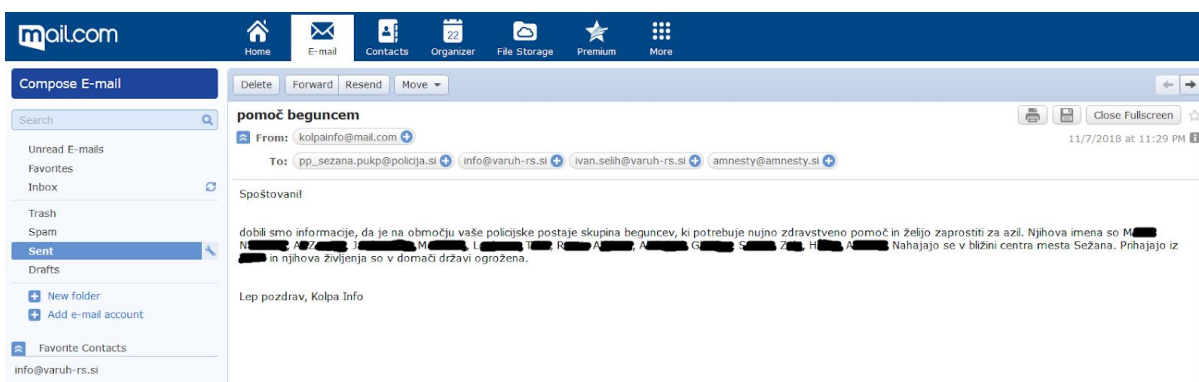 mail.com
Home
E-mail
Contacts
22
Organizer
File Storage
Premium
More
Compose E-mail
Delete
Forward
Resend
Move
Search
pomoč beguncem
Close Fullscreen
From: kolpainfo@mail.com
11/7/2018 at 11:29 PM
To: pp_sezana.pukp@policija.si info@varuh-rs.si ivan.selih@varuh-rs.si amnesty@amnesty.si
Unread E-mails
Favorites
Inbox
Trash
Spam
Sent
Drafts
New folder
Add e-mail account
Favorite Contacts
info@varuh-rs.si
Spoštovani!
dobili smo informacije, da je na območju vaše policijske postaje skupina beguncev, ki potrebuje nujno zdravstveno pomoč in želijo zaprostiti za azil. Njihova imena so M
N , A Z , J M , L T , R A , A G , S Z , H A Nahajajo se v bližini centra mesta Sežana. Prihajajo iz
in njihova življenja so v domači državi ogrožena.
Lep pozdrav, Kolpa Info